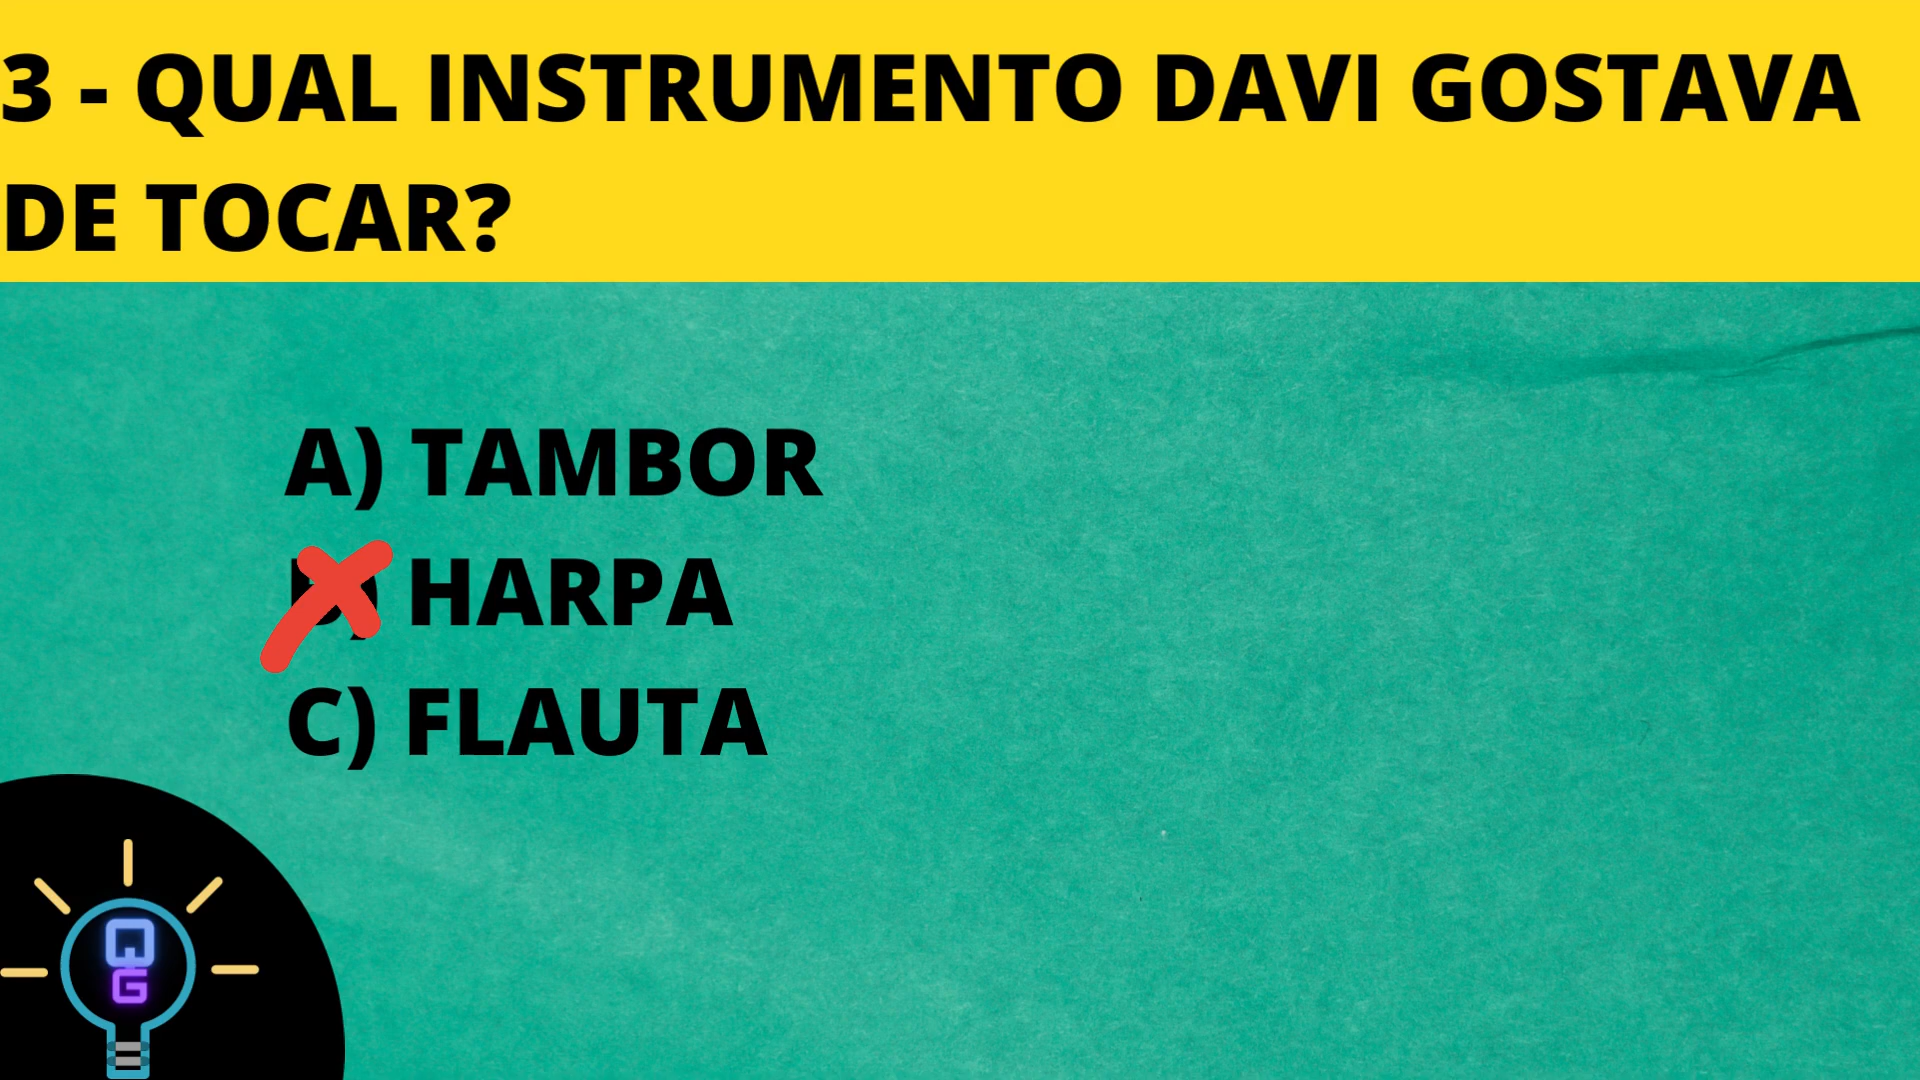 3 - QUAL INSTRUMENTO DAVI GOSTAVA
DE TOCAR?
A) TAMBOR
B) HARPA
C) FLAUTA
QG